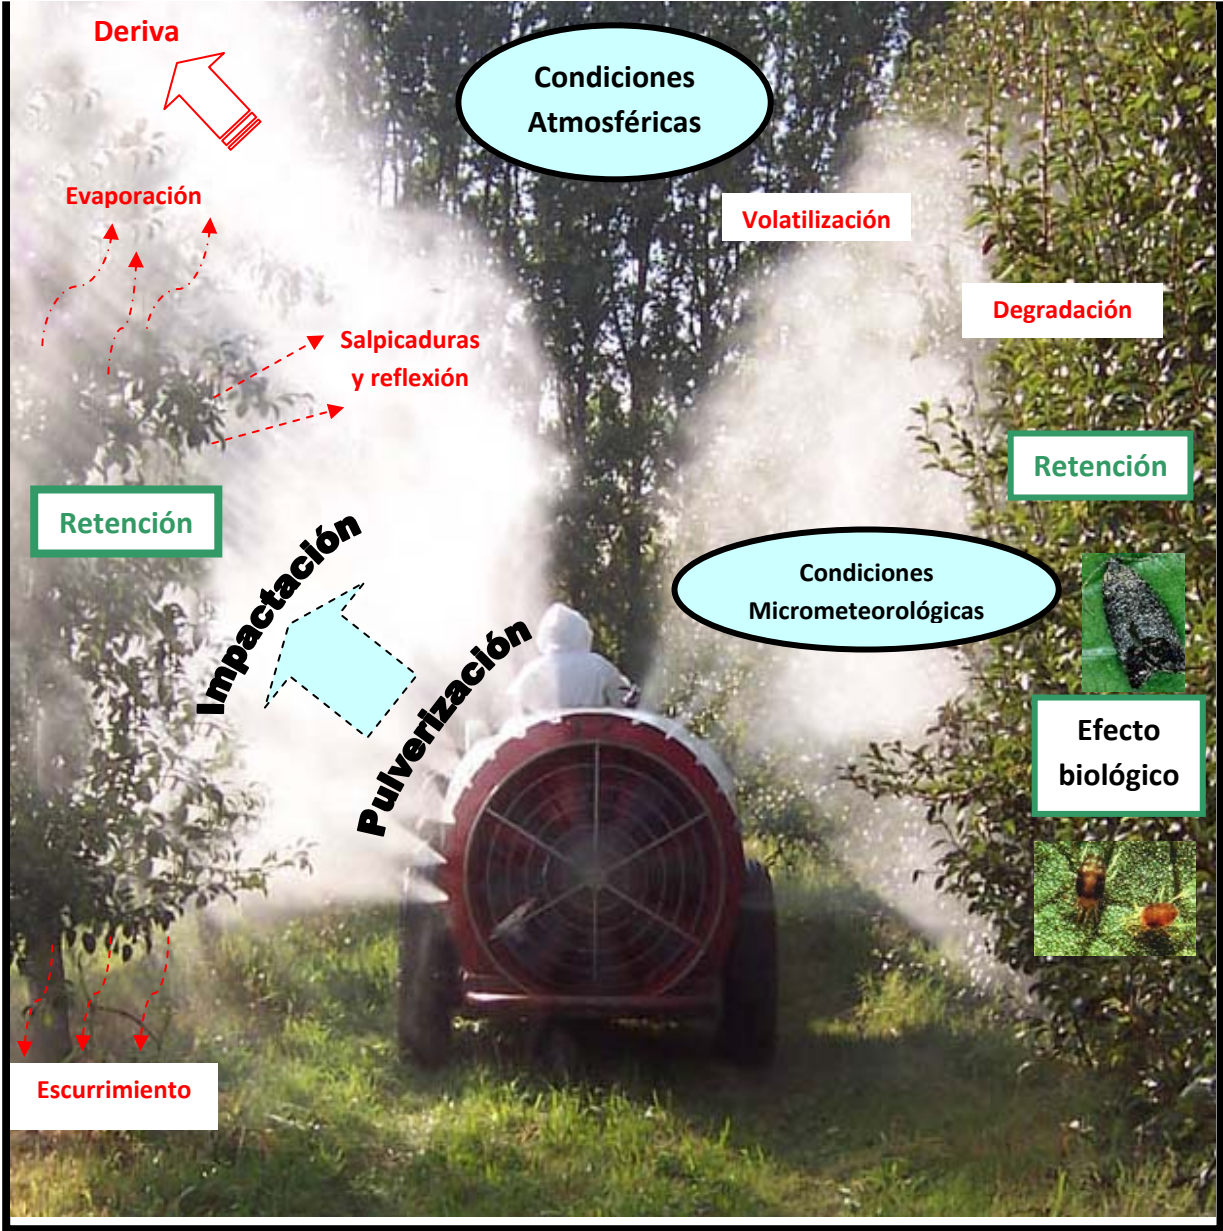 Deriva
Condiciones
Atmosféricas
Evaporación
Volatilización
Degradación
Salpicaduras
y reflexión
Retención
Retención
Impactación
Pulverización
Condiciones
Micrometeorológicas
Efecto
biológico
Escurrimiento